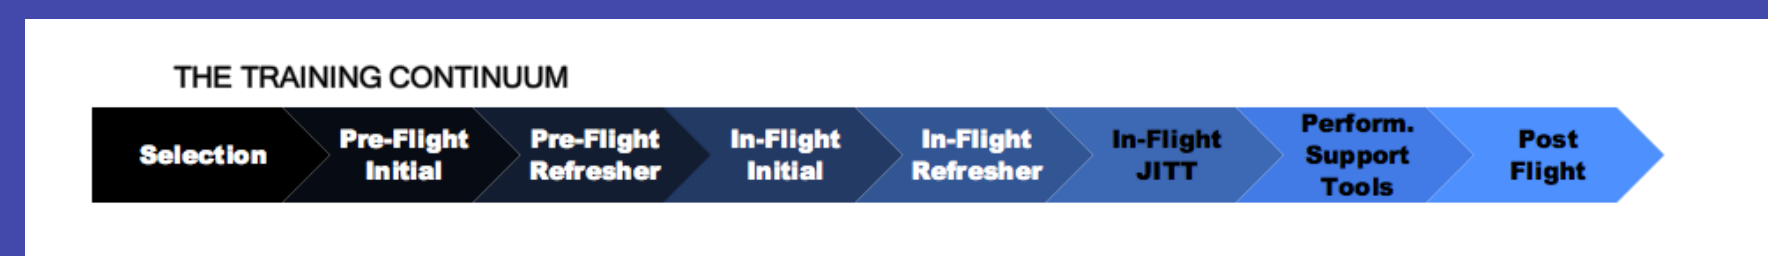 THE TRAINING CONTINUUM
Selection
Pre-Flight
Initial
Pre-Flight
Refresher
In-Flight
Initial
In-Flight
Refresher
In-Flight
JITT
Perform.
Support
Tools
Post
Flight